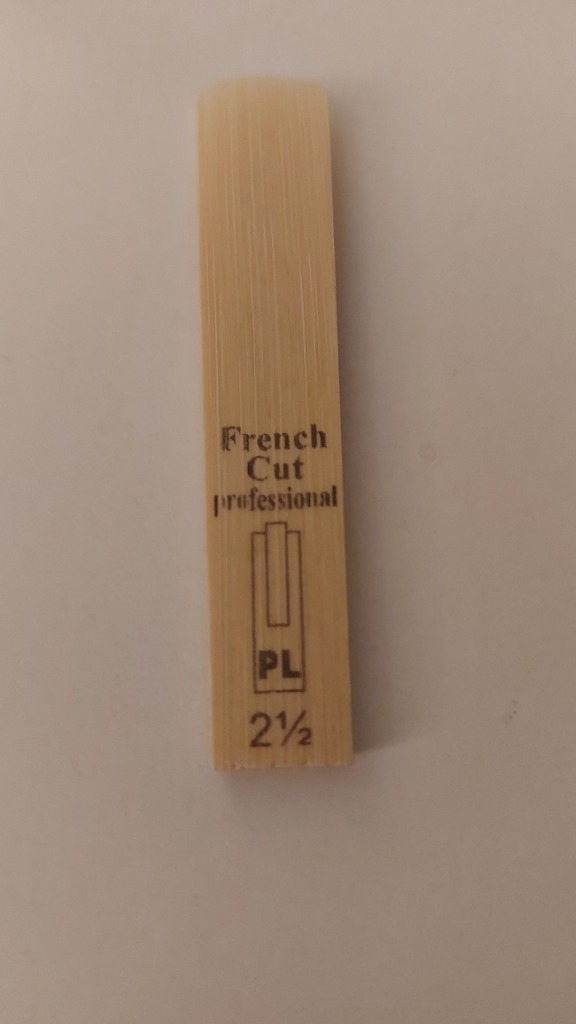 French
Cut
professional
PL
2½